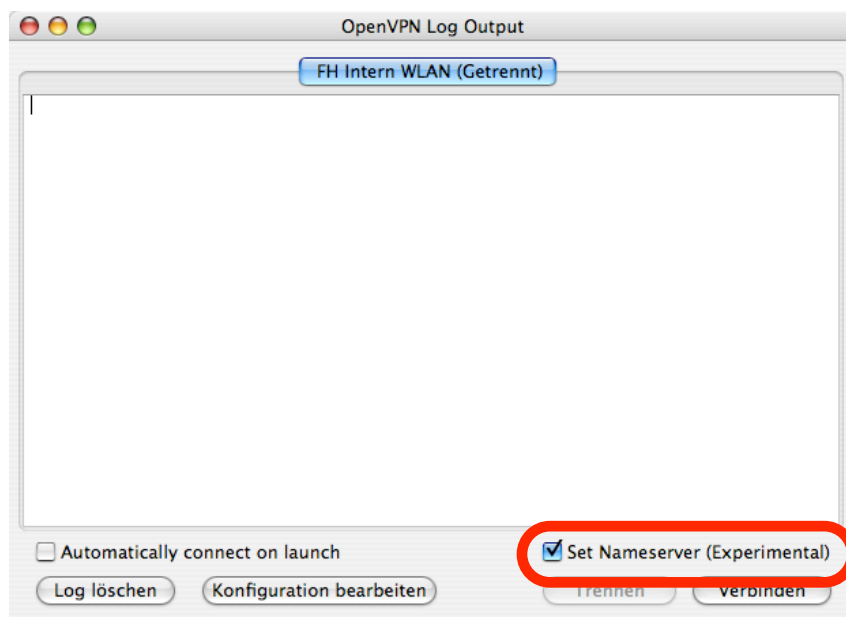 OpenVPN Log Output
FH Intern WLAN (Getrennt)
Automatically connect on launch
Set Nameserver (Experimental)
Log löschen
Konfiguration bearbeiten
Trennen
Verbinden